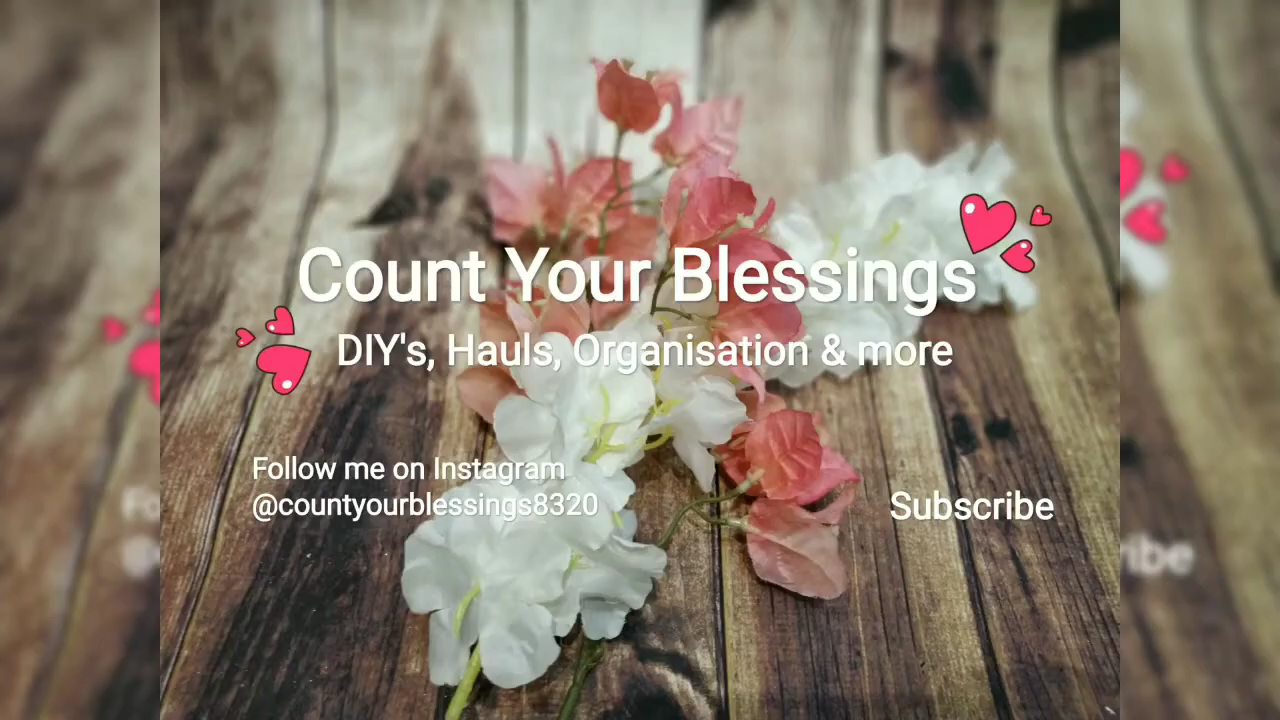 Count Your Blessings
DIY's, Hauls, Organisation & more
Follow me on Instagram
@countyourblessings8320
Subscribe